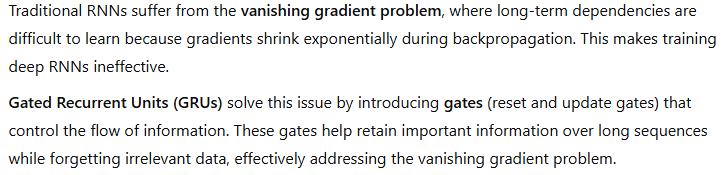 Traditional RNNs suffer from the vanishing gradient problem, where long-term dependencies are
difficult to learn because gradients shrink exponentially during backpropagation. This makes training
deep RNNs ineffective.
Gated Recurrent Units (GRUs) solve this issue by introducing gates (reset and update gates) that
control the flow of information. These gates help retain important information over long sequences
while forgetting irrelevant data, effectively addressing the vanishing gradient problem.